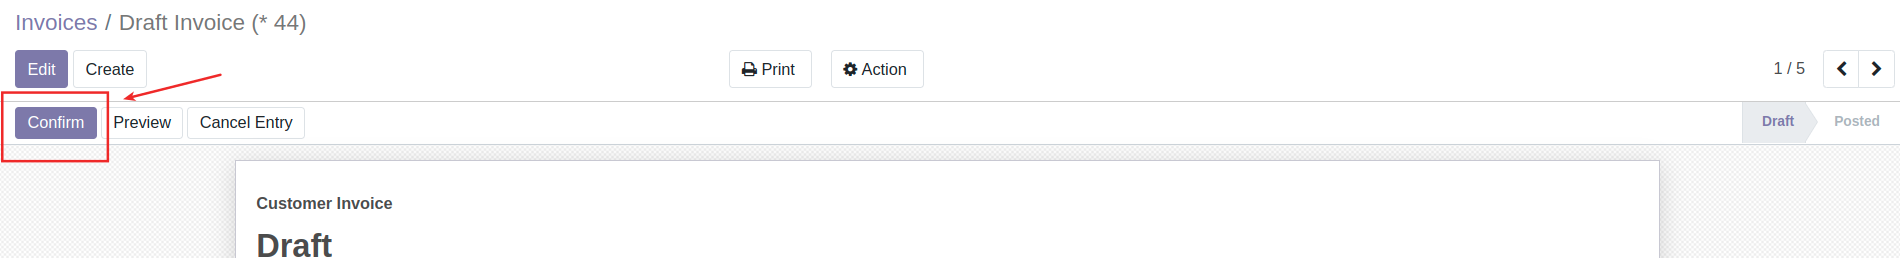 Invoices / Draft Invoice (* 44)
Edit Create Print Action 1 / 5
Confirm Preview Cancel Entry Draft Posted
Customer Invoice
Draft